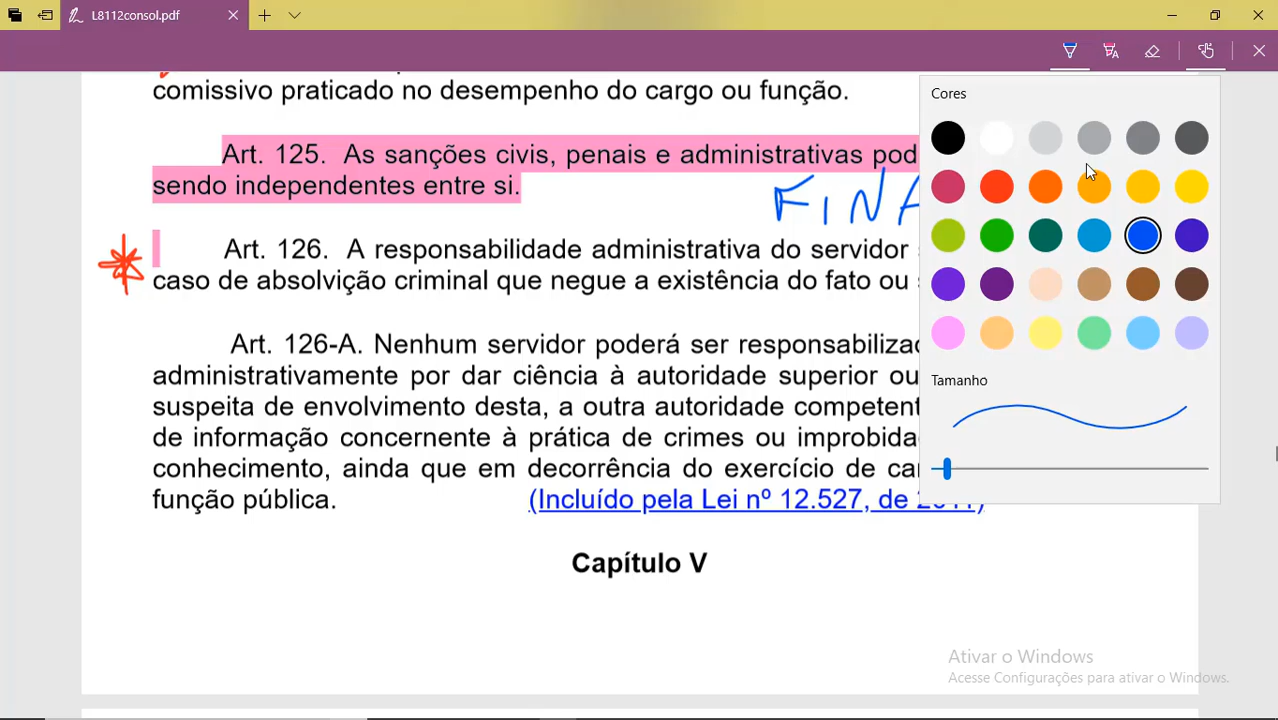 L8112consol.pdf
comissivo praticado no desempenho do cargo ou função.
Art. 125. As sanções civis, penais e administrativas pod
sendo independentes entre si.
FINA
Art. 126. A responsabilidade administrativa do servidor
caso de absolvição criminal que negue a existência do fato ou
Art. 126-A. Nenhum servidor poderá ser responsabiliza
administrativamente por dar ciência à autoridade superior ou
suspeita de envolvimento desta, a outra autoridade competent
de informação concernente à prática de crimes ou improbida
conhecimento, ainda que em decorrência do exercício de ca
função pública. (Incluído pela Lei nº 12.527, de
Capítulo V
Cores
Tamanho
Ativar o Windows
Acesse Configurações para ativar o Windows.